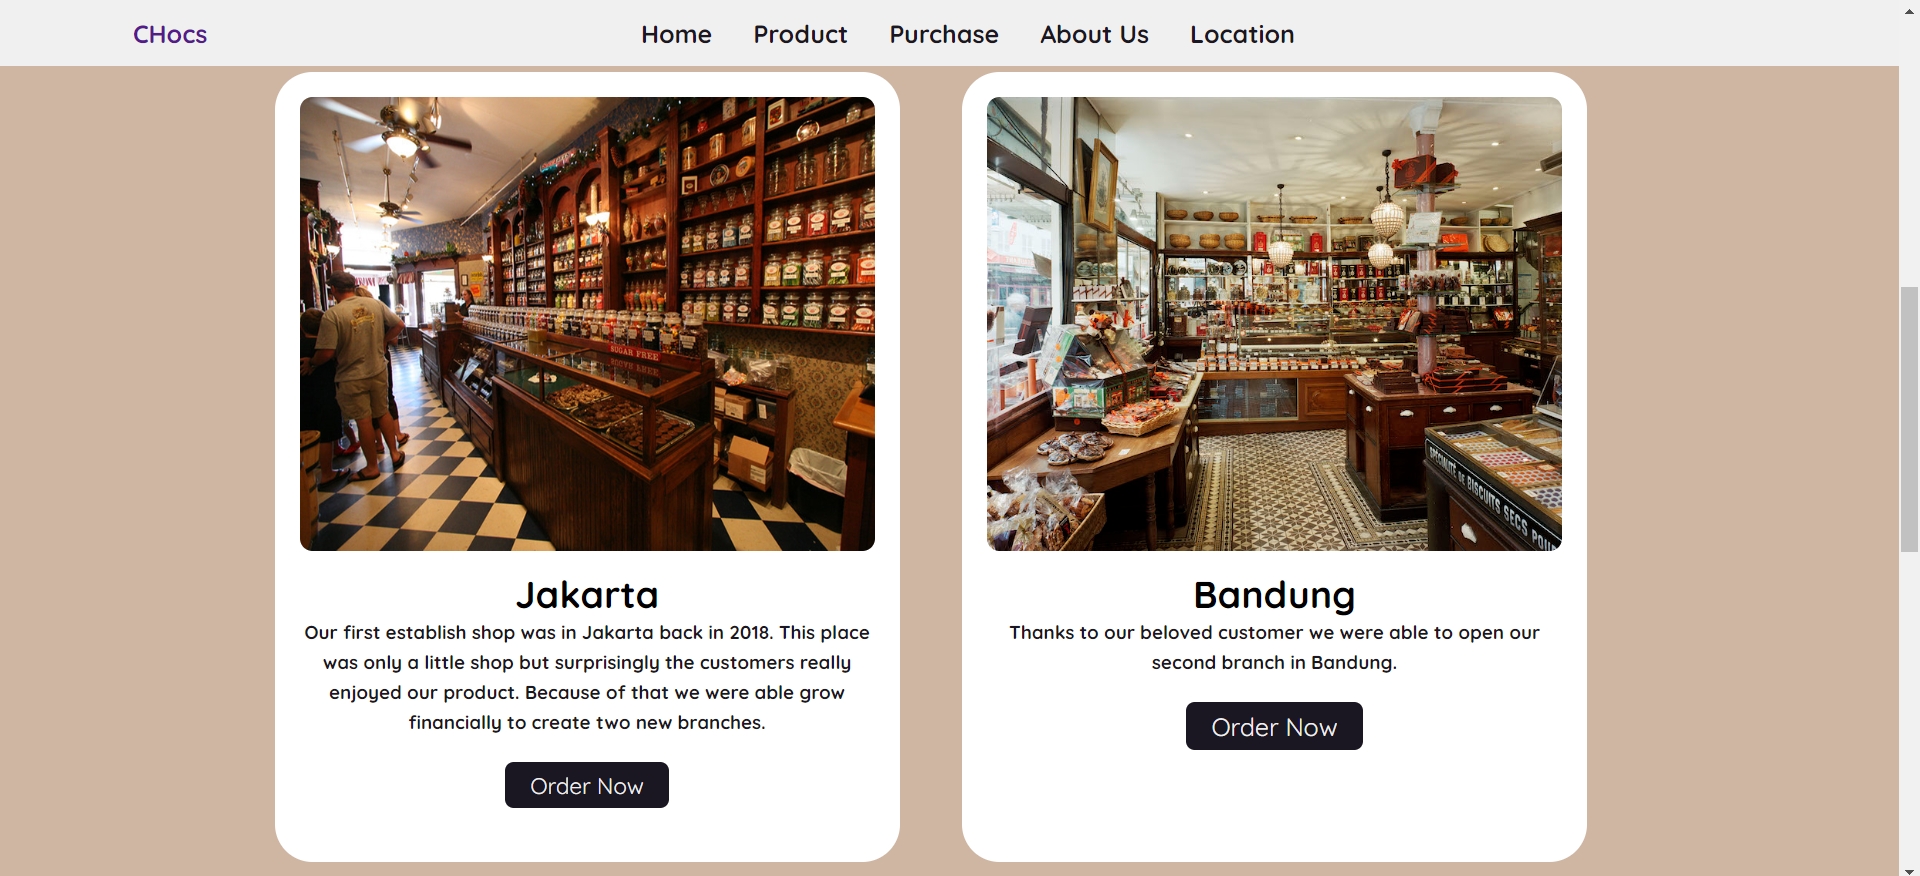 CHocs
Home Product Purchase About Us Location
SUGAR FREE
SPÉCIALITÉ DE BISCUITS SECS POUR
Jakarta
Our first establish shop was in Jakarta back in 2018. This place
was only a little shop but surprisingly the customers really
enjoyed our product. Because of that we were able grow
financially to create two new branches.
Order Now
Bandung
Thanks to our beloved customer we were able to open our
second branch in Bandung.
Order Now